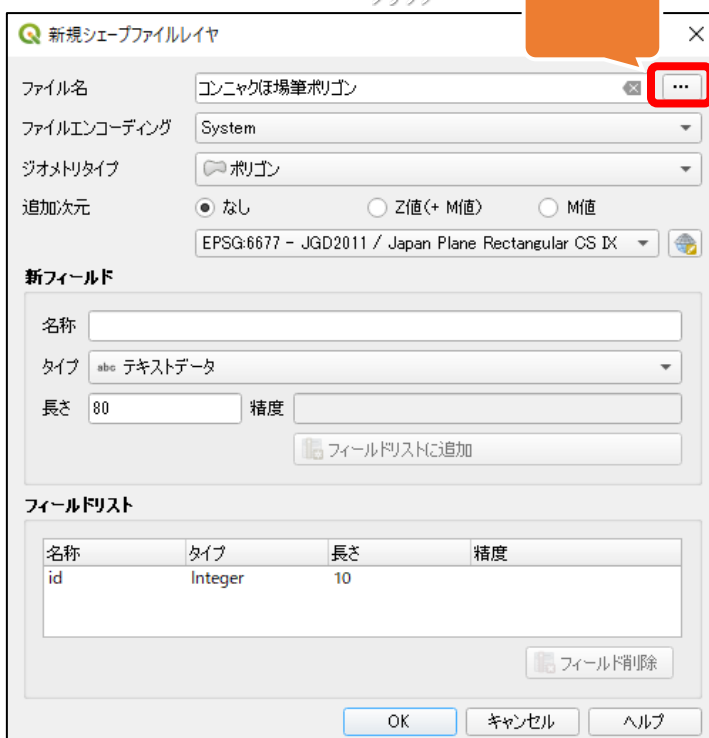 新規シェープファイルレイヤ
ファイル名 コンニャクほ場筆ポリゴン ...
ファイルエンコーディング System
ジオメトリタイプ ポリゴン
追加次元 なし Z値(+ M値) M値
EPSG:6677 - JGD2011 / Japan Plane Rectangular CS IX
新フィールド
名称
タイプ abc テキストデータ
長さ 80 精度
フィールドリストに追加
フィールドリスト
名称 タイプ 長さ 精度
id Integer 10
フィールド削除
OK キャンセル ヘルプ